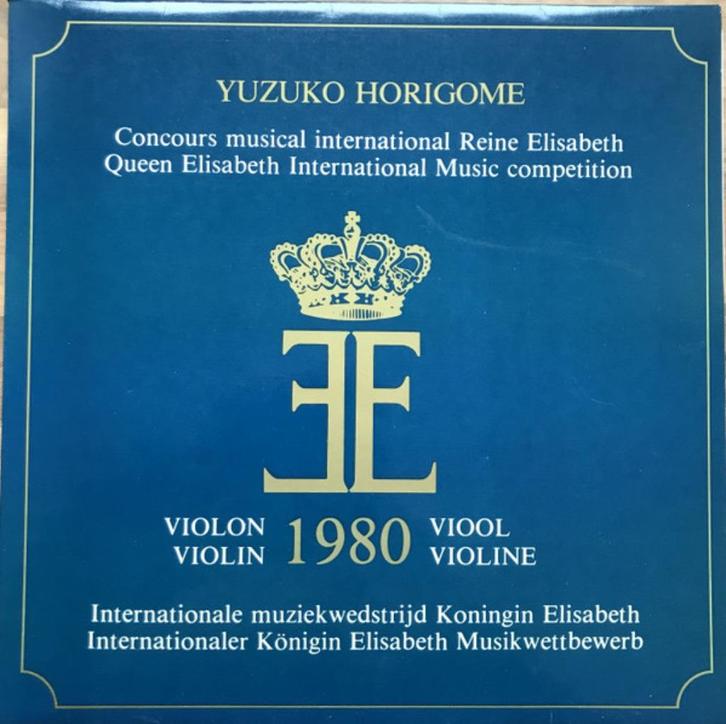 YUZUKO HORIGOME
Concours musical international Reine Elisabeth
Queen Elisabeth International Music competition
ƎE
VIOLON 1980 VIOOL
VIOLIN VIOLINE
Internationale muziekwedstrijd Koningin Elisabeth
Internationaler Königin Elisabeth Musikwettbewerb